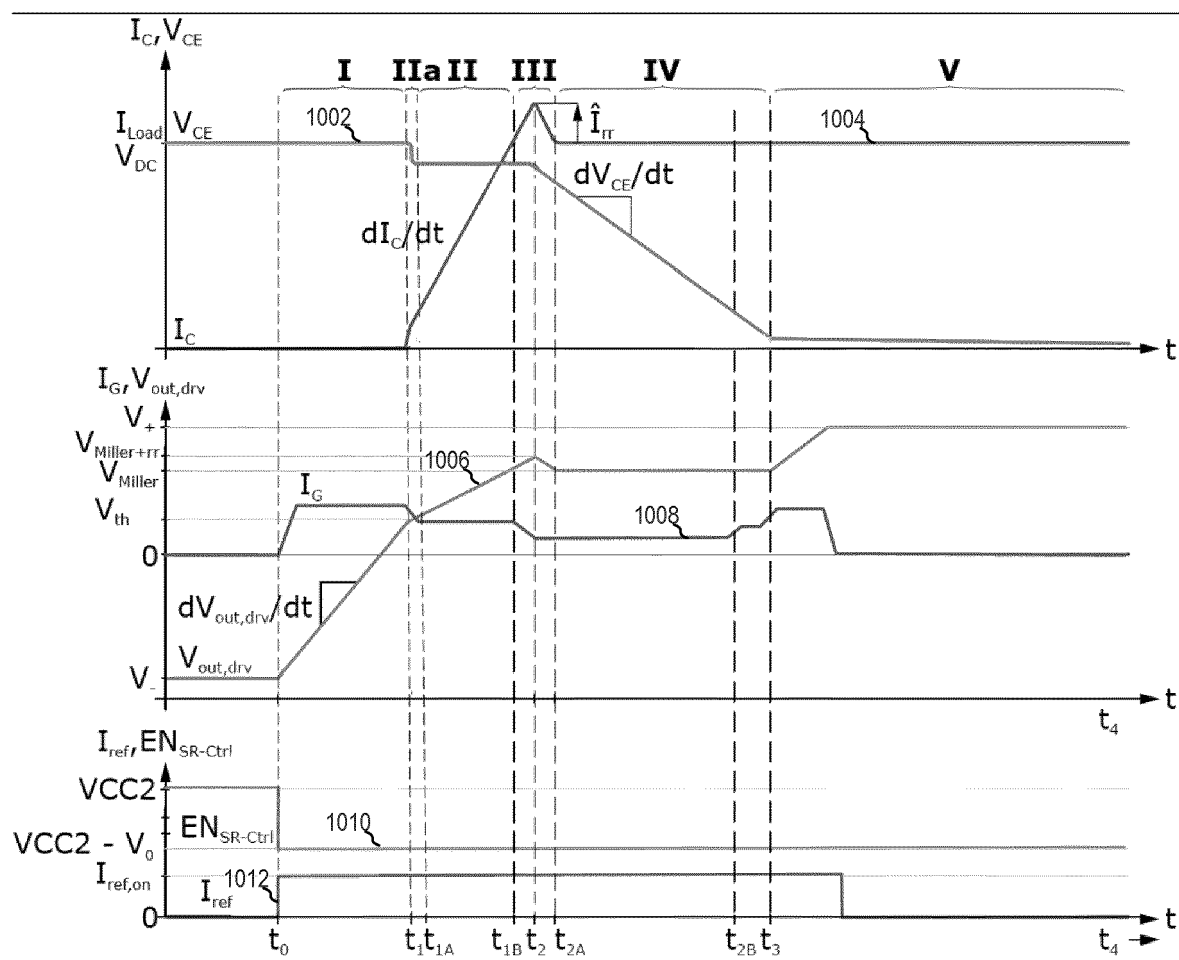 I_C,V_CE
I IIa II III IV V
I_Load V_CE 1002 Î_rr 1004
V_DC
dV_CE/dt
dI_C/dt
I_C
t
I_G,V_out,drv
V_+
V_Miller+rr
1006
V_Miller
I_G
V_th
1008
0
dV_out,drv/dt
V_out,drv
V_-
t
t_4
I_ref,EN_SR-Ctrl
VCC2
EN_SR-Ctrl 1010
VCC2 - V_0
I_ref,on 1012
I_ref
0
t
t_0 t_1 t_1A t_1B t_2 t_2A t_2B t_3 t_4